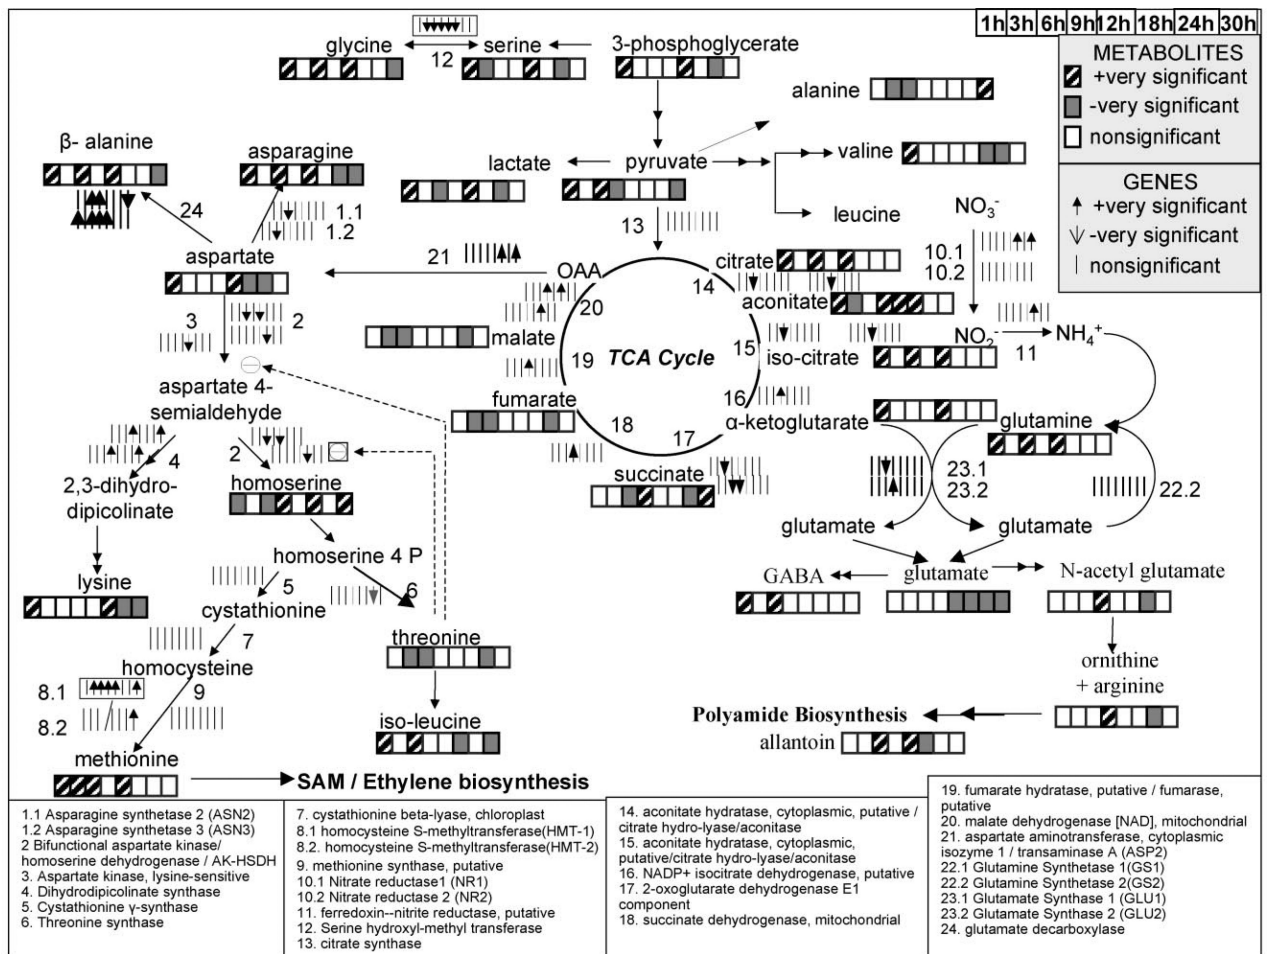 1h 3h 6h 9h 12h 18h 24h 30h
METABOLITES
+very significant
-very significant
nonsignificant
GENES
+very significant
-very significant
nonsignificant
glycine
12
serine
3-phosphoglycerate
alanine
β- alanine
asparagine
lactate
pyruvate
valine
leucine
24
1.1
1.2
13
NO3-
10.1
10.2
aspartate
21
OAA
citrate
14
aconitate
20
3
2
malate
19
TCA Cycle
15
iso-citrate
NO2-
11
NH4+
aspartate 4-
semialdehyde
fumarate
18
17
16
α-ketoglutarate
glutamine
4
2
2,3-dihydro-
dipicolinate
homoserine
succinate
23.1
23.2
22.2
glutamate
glutamate
homoserine 4 P
lysine
5
6
cystathionine
GABA
glutamate
N-acetyl glutamate
7
threonine
homocysteine
8.1
9
8.2
ornithine
+ arginine
iso-leucine
Polyamide Biosynthesis
allantoin
methionine
SAM / Ethylene biosynthesis
1.1 Asparagine synthetase 2 (ASN2)
1.2 Asparagine synthetase 3 (ASN3)
2 Bifunctional aspartate kinase/
homoserine dehydrogenase / AK-HSDH
3. Aspartate kinase, lysine-sensitive
4. Dihydrodipicolinate synthase
5. Cystathionine γ-synthase
6. Threonine synthase
7. cystathionine beta-lyase, chloroplast
8.1 homocysteine S-methyltransferase(HMT-1)
8.2. homocysteine S-methyltransferase(HMT-2)
9. methionine synthase, putative
10.1 Nitrate reductase1 (NR1)
10.2 Nitrate reductase 2 (NR2)
11. ferredoxin--nitrite reductase, putative
12. Serine hydroxyl-methyl transferase
13. citrate synthase
14. aconitate hydratase, cytoplasmic, putative /
citrate hydro-lyase/aconitase
15. aconitate hydratase, cytoplasmic,
putative/citrate hydro-lyase/aconitase
16. NADP+ isocitrate dehydrogenase, putative
17. 2-oxoglutarate dehydrogenase E1
component
18. succinate dehydrogenase, mitochondrial
19. fumarate hydratase, putative / fumarase,
putative
20. malate dehydrogenase [NAD], mitochondrial
21. aspartate aminotransferase, cytoplasmic
isozyme 1 / transaminase A (ASP2)
22.1 Glutamine Synthetase 1(GS1)
22.2 Glutamine Synthetase 2(GS2)
23.1 Glutamate Synthase 1 (GLU1)
23.2 Glutamate Synthase 2 (GLU2)
24. glutamate decarboxylase